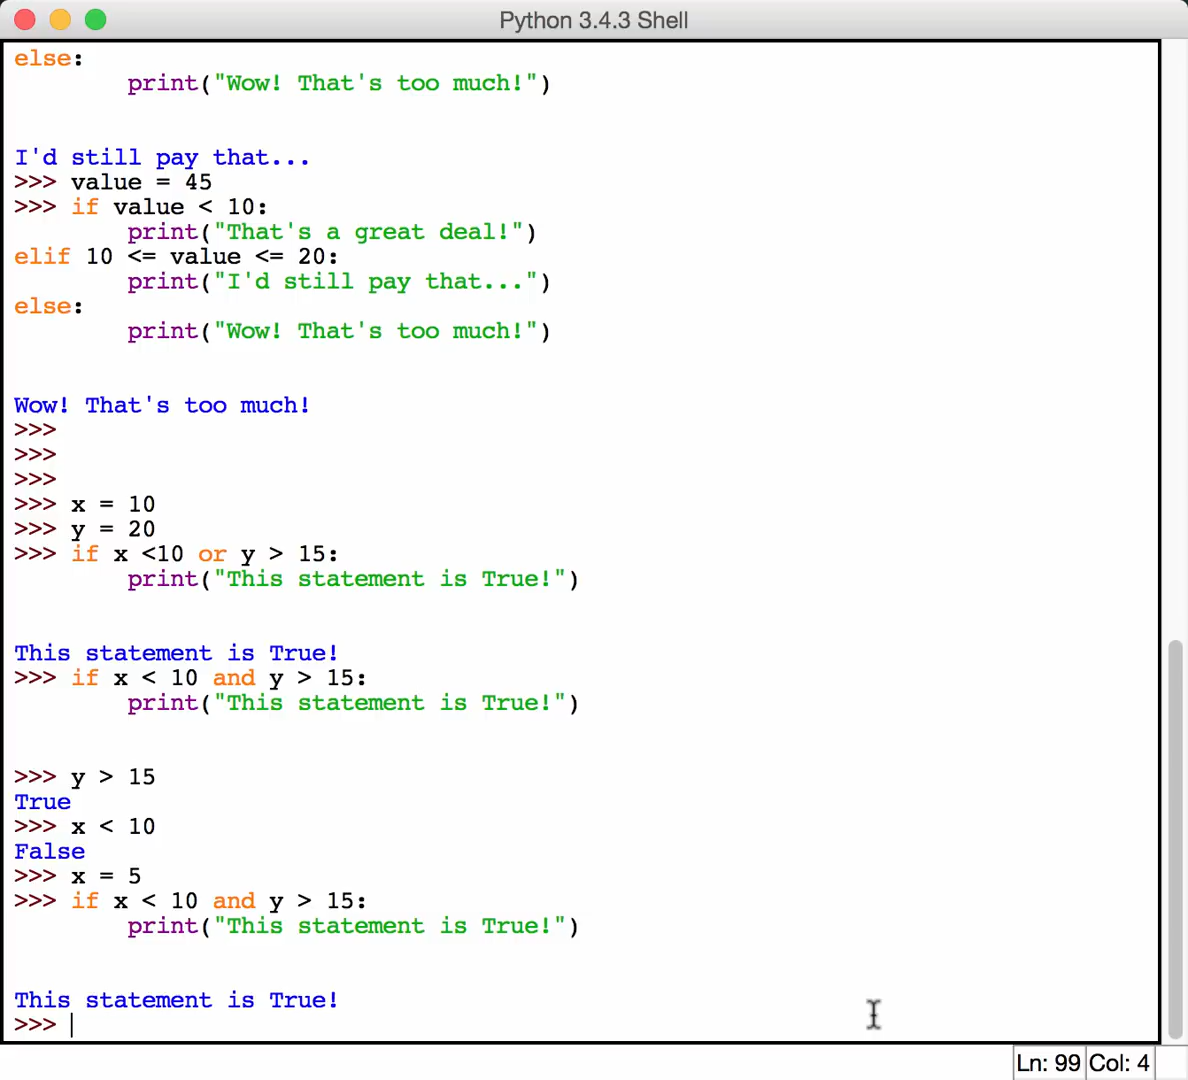 Python 3.4.3 Shell
else:
        print("Wow! That's too much!")
I'd still pay that...
>>> value = 45
>>> if value < 10:
        print("That's a great deal!")
elif 10 <= value <= 20:
        print("I'd still pay that...")
else:
        print("Wow! That's too much!")
Wow! That's too much!
>>>
>>>
>>>
>>> x = 10
>>> y = 20
>>> if x <10 or y > 15:
        print("This statement is True!")
This statement is True!
>>> if x < 10 and y > 15:
        print("This statement is True!")
>>> y > 15
True
>>> x < 10
False
>>> x = 5
>>> if x < 10 and y > 15:
        print("This statement is True!")
This statement is True!
>>>
Ln: 99 Col: 4